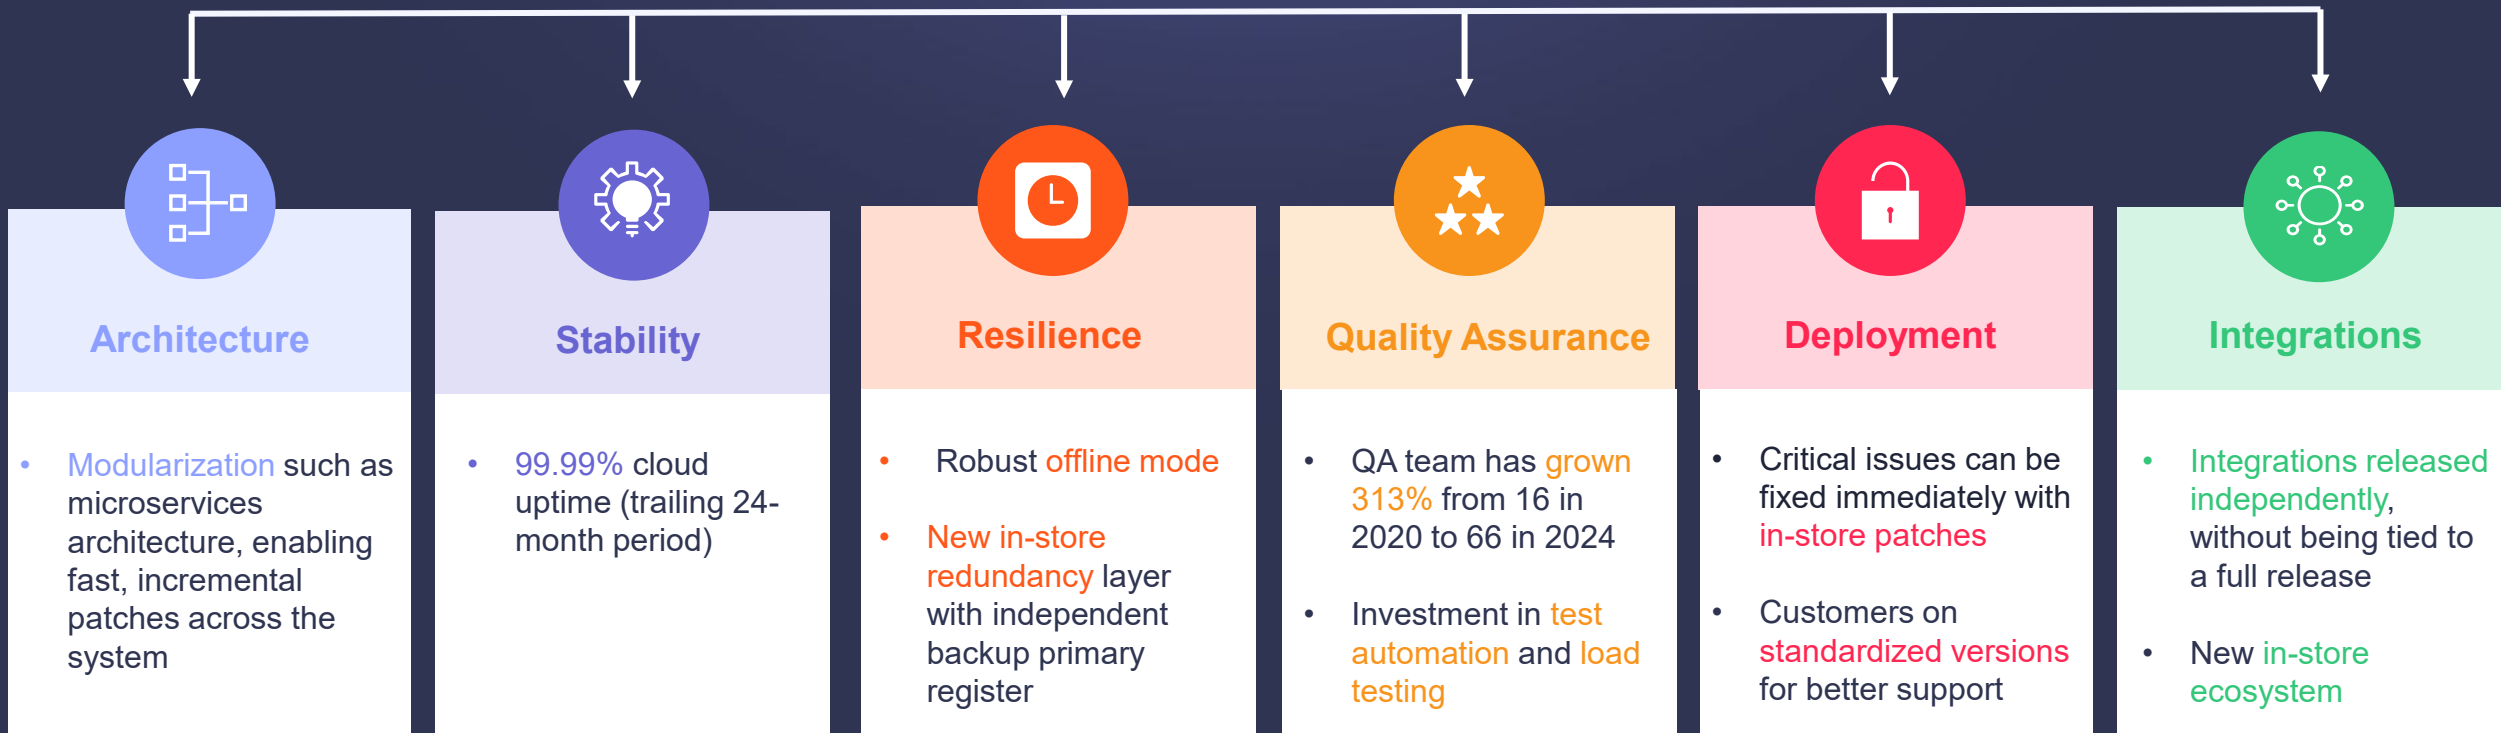 Architecture
• Modularization such as
microservices
architecture, enabling
fast, incremental
patches across the
system
Stability
• 99.99% cloud
uptime (trailing 24-
month period)
Resilience
• Robust offline mode
• New in-store
redundancy layer
with independent
backup primary
register
Quality Assurance
• QA team has grown
313% from 16 in
2020 to 66 in 2024
• Investment in test
automation and load
testing
Deployment
• Critical issues can be
fixed immediately with
in-store patches
• Customers on
standardized versions
for better support
Integrations
• Integrations released
independently,
without being tied to
a full release
• New in-store
ecosystem